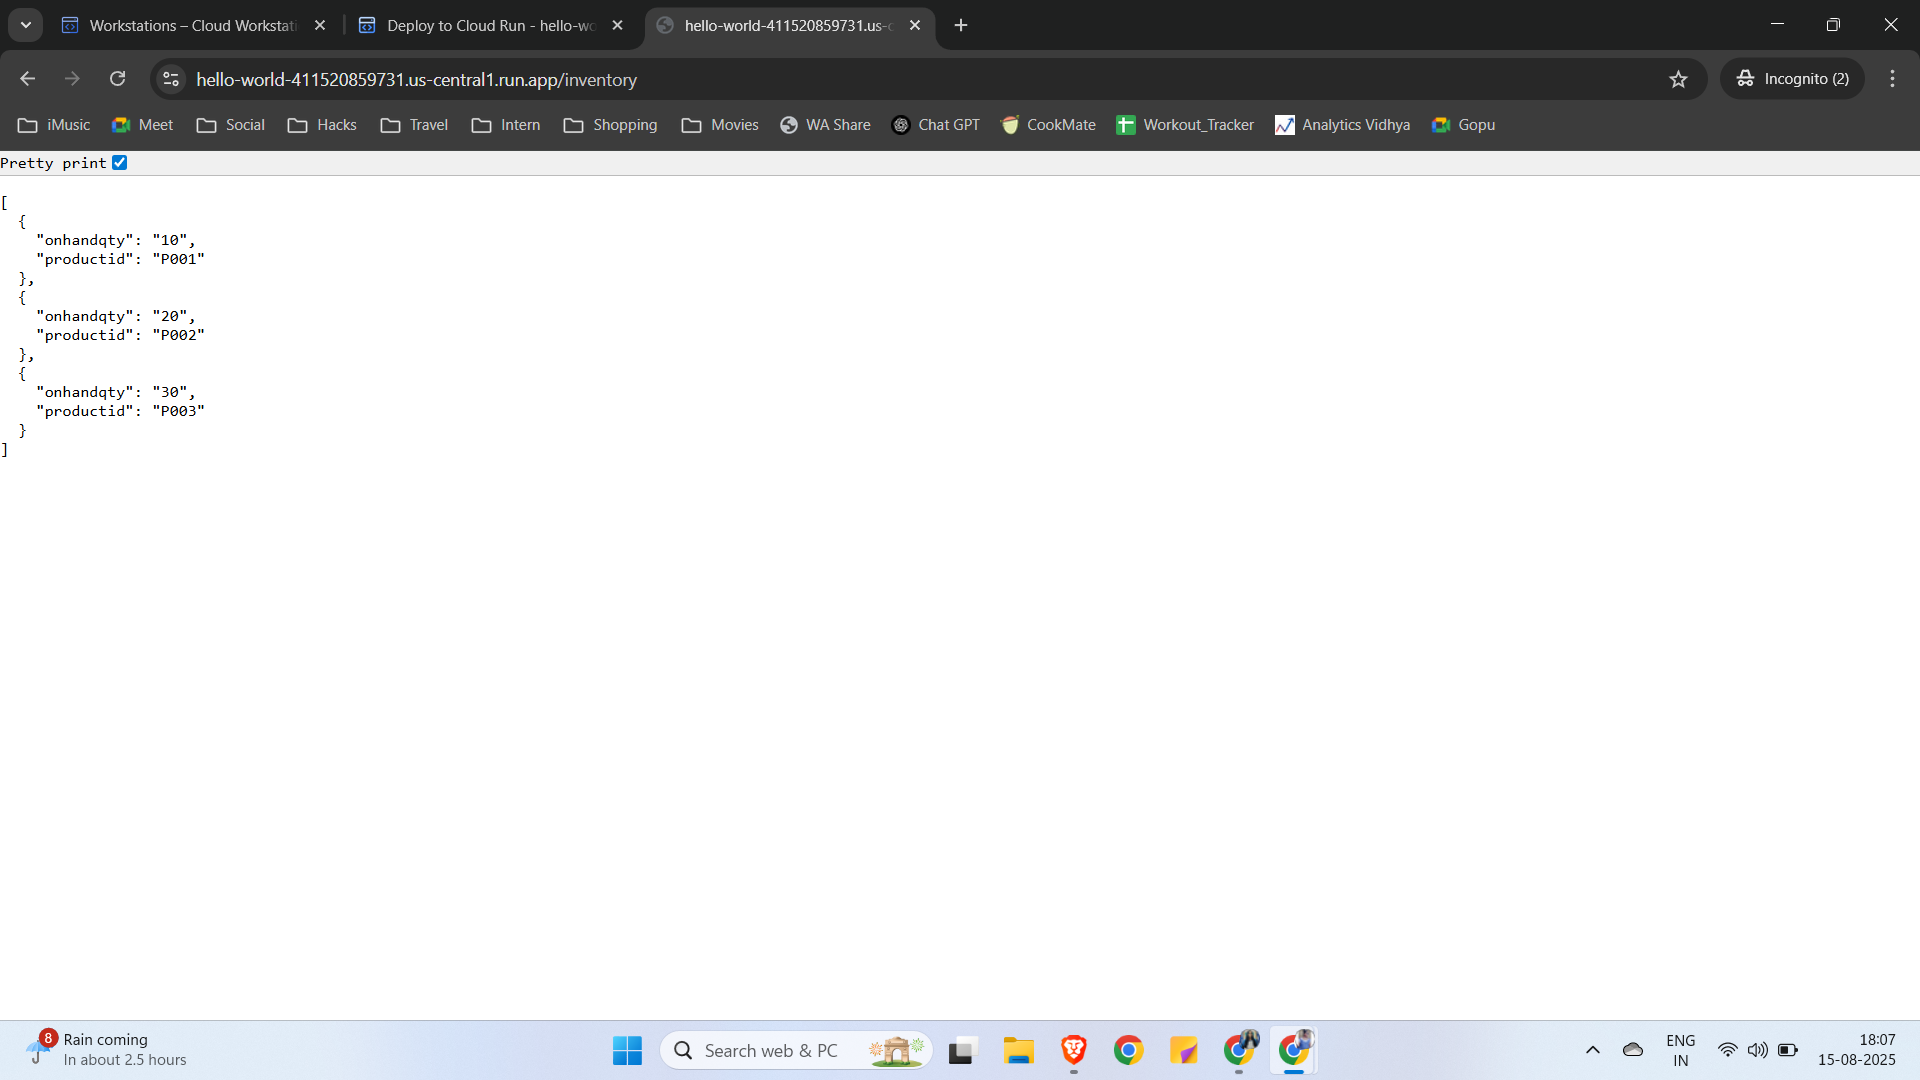 Workstations – Cloud Workstati
Deploy to Cloud Run - hello-wo
hello-world-411520859731.us-c
hello-world-411520859731.us-central1.run.app/inventory
Incognito (2)
iMusic
Meet
Social
Hacks
Travel
Intern
Shopping
Movies
WA Share
Chat GPT
CookMate
Workout_Tracker
Analytics Vidhya
Gopu
Pretty print
[
{
"onhandqty": "10",
"productid": "P001"
},
{
"onhandqty": "20",
"productid": "P002"
},
{
"onhandqty": "30",
"productid": "P003"
}
]
8
Rain coming
In about 2.5 hours
Search web & PC
ENG
IN
18:07
15-08-2025